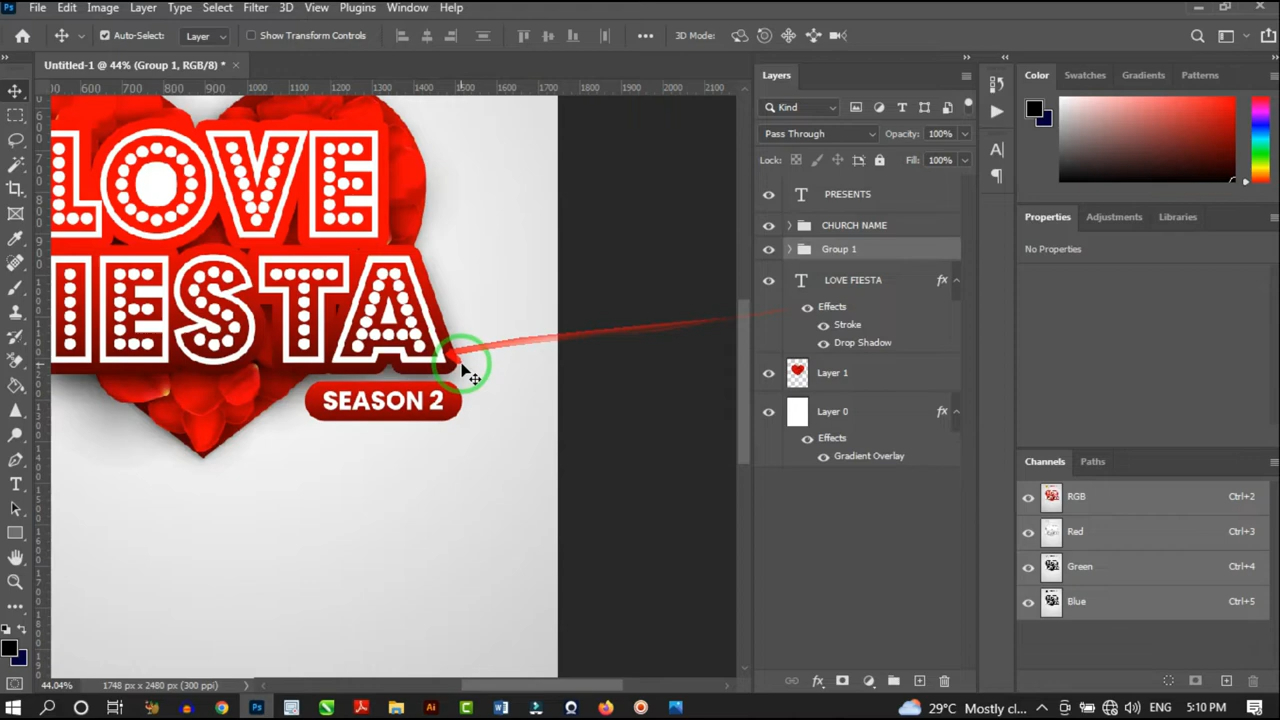 Ps File Edit Image Layer Type Select Filter 3D View Plugins Window Help
Auto-Select: Layer Show Transform Controls 3D Mode:
Untitled-1 @ 44% (Group 1, RGB/8) *
600 700 800 900 1000 1100 1200 1300 1400 1500 1600 1700 1800 1900 2000 2100
LOVE
IESTA
SEASON 2
44.04% 1748 px x 2480 px (300 ppi)
Layers
Kind
Pass Through Opacity: 100%
Lock: Fill: 100%
T PRESENTS
CHURCH NAME
Group 1
T LOVE FIESTA fx
Effects
Stroke
Drop Shadow
Layer 1
Layer 0 fx
Effects
Gradient Overlay
fx
Color Swatches Gradients Patterns
Properties Adjustments Libraries
No Properties
Channels Paths
RGB Ctrl+2
Red Ctrl+3
Green Ctrl+4
Blue Ctrl+5
Ps Ai W
29°C Mostly cl... 5:10 PM